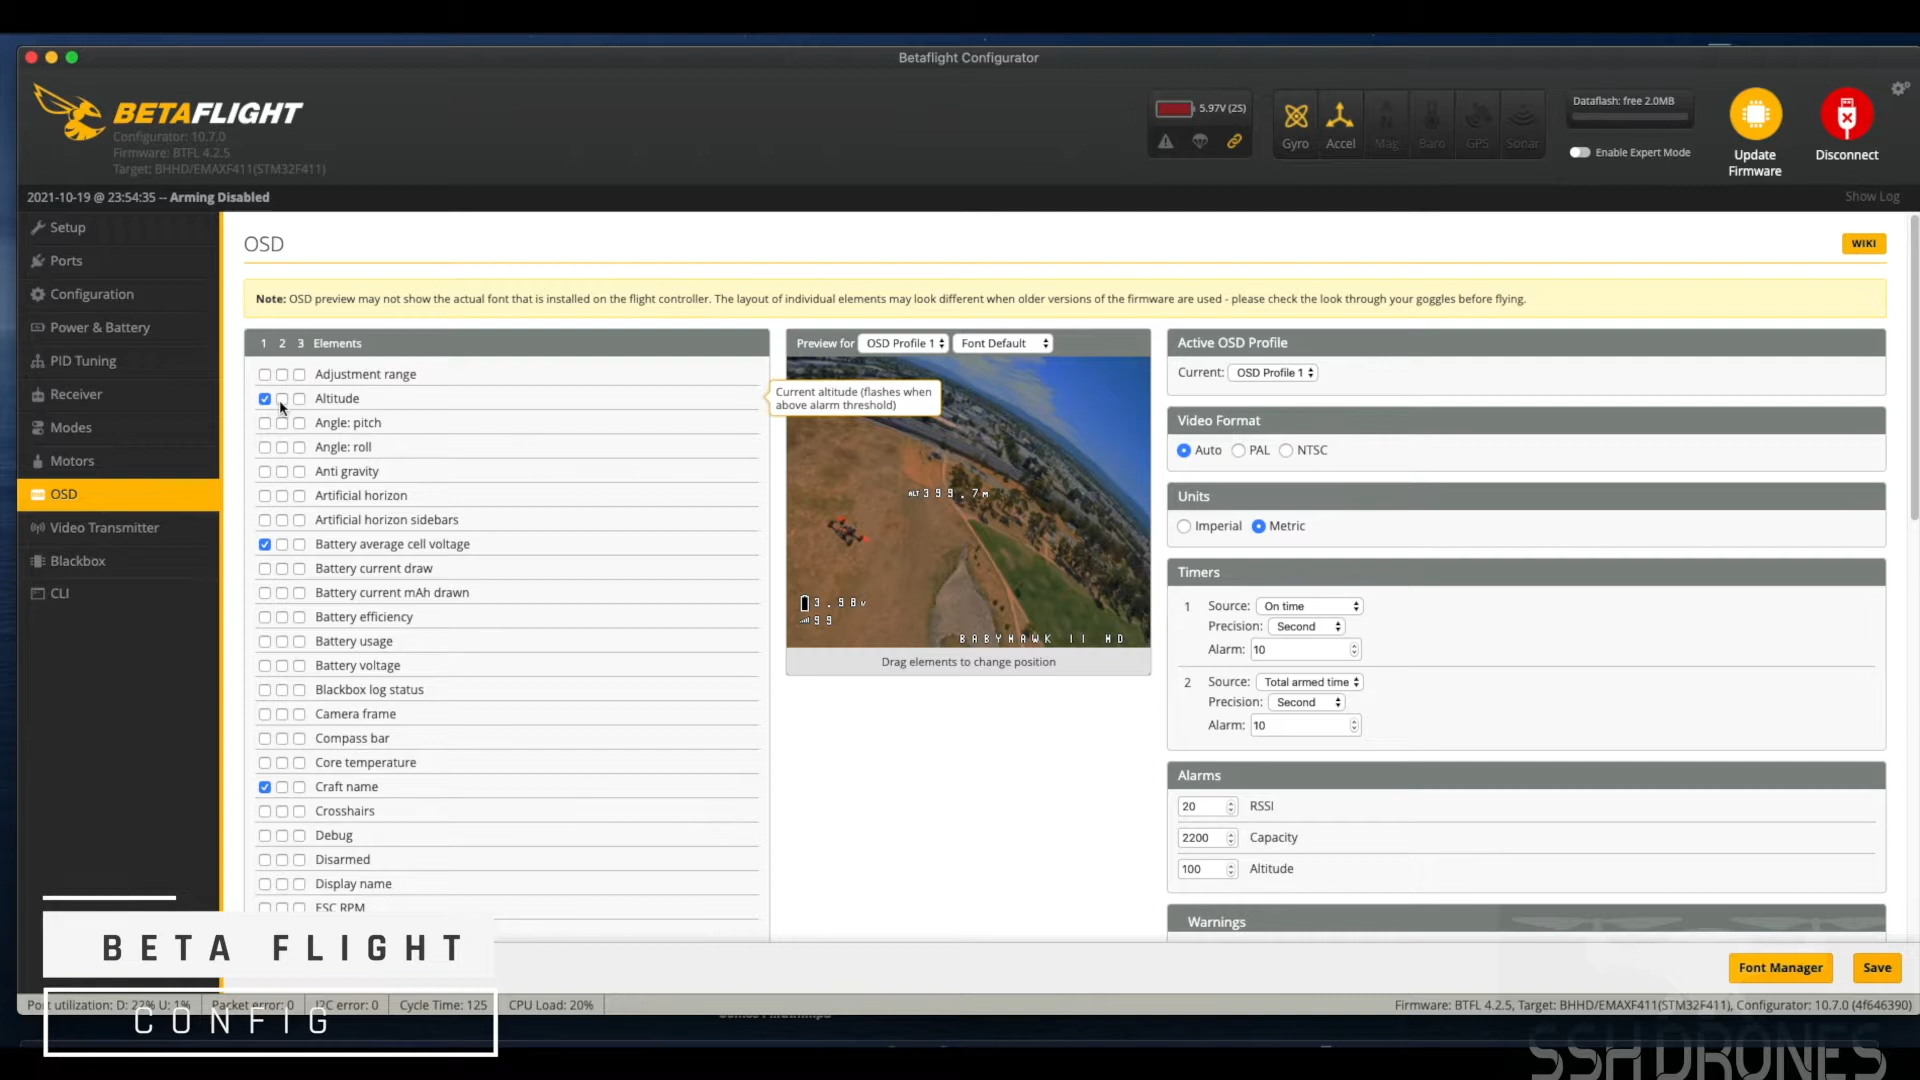 Betaflight Configurator
BETAFLIGHT
Configurator: 10.7.0
Firmware: BTFL 4.2.5
Target: BHHD/EMAXF411(STM32F411)
5.97V (2S)
Gyro
Accel
Mag
Baro
GPS
Sonar
Dataflash: free 2.0MB
Enable Expert Mode
Update
Firmware
Disconnect
2021-10-19 @ 23:54:35 -- Arming Disabled
Show Log
Setup
Ports
Configuration
Power & Battery
PID Tuning
Receiver
Modes
Motors
OSD
Video Transmitter
Blackbox
CLI
OSD
WIKI
Note: OSD preview may not show the actual font that is installed on the flight controller. The layout of individual elements may look different when older versions of the firmware are used - please check the look through your goggles before flying.
1 2 3 Elements
Adjustment range
Altitude
Angle: pitch
Angle: roll
Anti gravity
Artificial horizon
Artificial horizon sidebars
Battery average cell voltage
Battery current draw
Battery current mAh drawn
Battery efficiency
Battery usage
Battery voltage
Blackbox log status
Camera frame
Compass bar
Core temperature
Craft name
Crosshairs
Debug
Disarmed
Display name
ESC RPM
Preview for OSD Profile 1 Font Default
Current altitude (flashes when
above alarm threshold)
ALT 399.7M
3.98V
99
BABYHAWK II HD
Drag elements to change position
Active OSD Profile
Current: OSD Profile 1
Video Format
Auto PAL NTSC
Units
Imperial Metric
Timers
1 Source: On time
Precision: Second
Alarm: 10
2 Source: Total armed time
Precision: Second
Alarm: 10
Alarms
20 RSSI
2200 Capacity
100 Altitude
Warnings
Font Manager
Save
BETA FLIGHT
CONFIG
Port utilization: D: 22% U: 1%
Packet error: 0
I2C error: 0
Cycle Time: 125
CPU Load: 20%
Firmware: BTFL 4.2.5, Target: BHHD/EMAXF411(STM32F411), Configurator: 10.7.0 (4f646390)
SSH DRONES